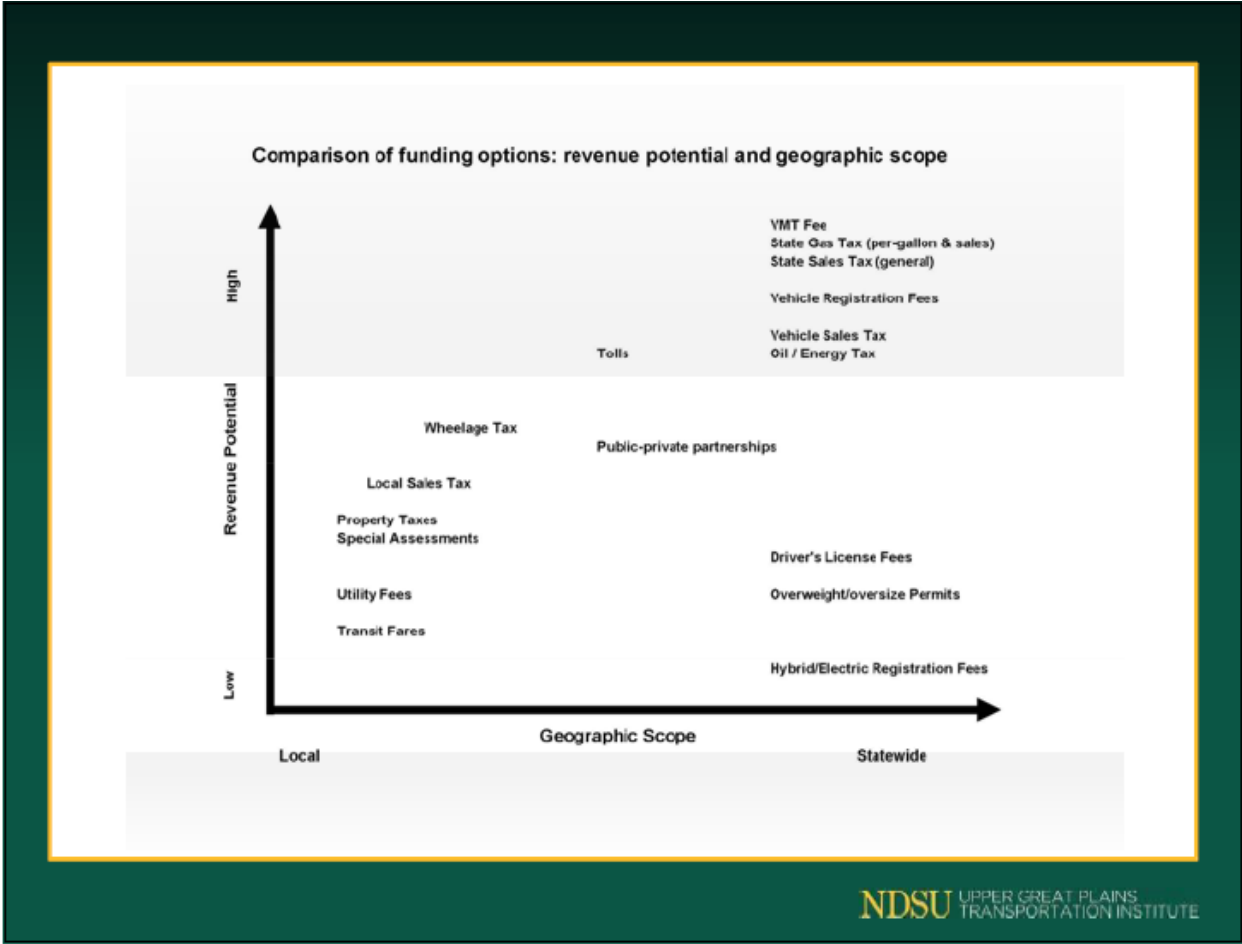 Comparison of funding options: revenue potential and geographic scope
VMT Fee
State Gas Tax (per-gallon & sales)
State Sales Tax (general)
High
Vehicle Registration Fees
Vehicle Sales Tax
Tolls
Oil / Energy Tax
Revenue Potential
Wheelage Tax
Public-private partnerships
Local Sales Tax
Property Taxes
Special Assessments
Driver's License Fees
Utility Fees
Overweight/oversize Permits
Transit Fares
Low
Hybrid/Electric Registration Fees
Geographic Scope
Local
Statewide
NDSU
UPPER GREAT PLAINS
TRANSPORTATION INSTITUTE